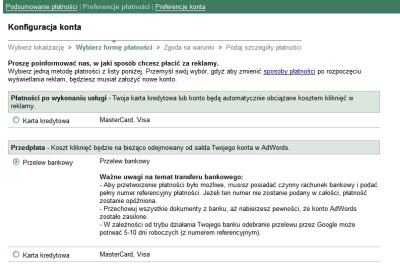 Podsumowanie płatności | Preferencje płatności | Preferencje konta
Konfiguracja konta
Wybierz lokalizację > Wybierz formę płatności > Zgoda na warunki > Podaj szczegóły płatności
Proszę poinformować nas, w jaki sposób chcesz płacić za reklamy.
Wybierz jedną metodę płatności z listy poniżej. Przemyśl swój wybór, gdyż aby zmienić sposoby płatności po rozpoczęciu
wyświetlania reklam, będziesz musiał założyć nowe konto.
Płatności po wykonaniu usługi - Twoja karta kredytowa lub konto będą automatycznie obciążane kosztem kliknięć w
reklamy.
Karta kredytowa MasterCard, Visa
Przedpłata - Koszt kliknięć będzie na bieżąco odejmowany od salda Twojego konta w AdWords.
Przelew bankowy Przelew bankowy
Ważne uwagi na temat transferu bankowego:
- Aby przetworzenie płatności było możliwe, musisz posiadać czynny rachunek bankowy i podać
pełny numer referencyjny płatności. Jeżeli ten numer nie zostanie podany w całości, płatność
zostanie opóźniona.
- Przechowuj wszystkie dokumenty z banku, aż nabierzesz pewności, że konto AdWords
zostało zasilone.
- W zależności od trybu działania Twojego banku odebranie przelewu przez Google może
potrwać 5-10 dni roboczych (z numerem referencyjnym).
Karta kredytowa MasterCard, Visa